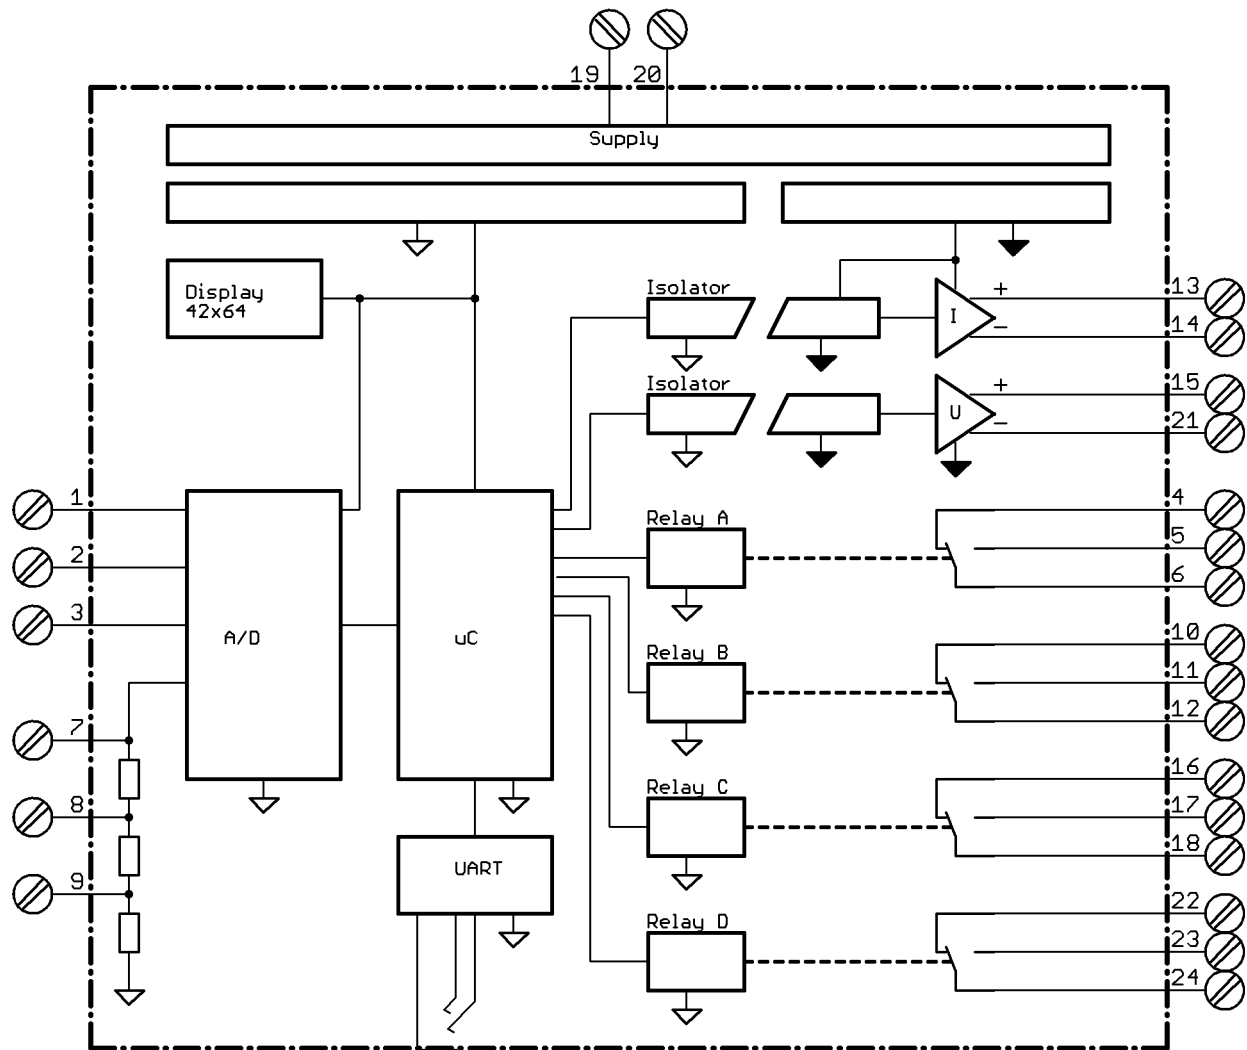 19 20
Supply
Display
42x64
Isolator
+
I
-
13
14
Isolator
+
U
-
15
21
1
2
3
7
8
9
A/D
uC
UART
Relay A
4
5
6
Relay B
10
11
12
Relay C
16
17
18
Relay D
22
23
24